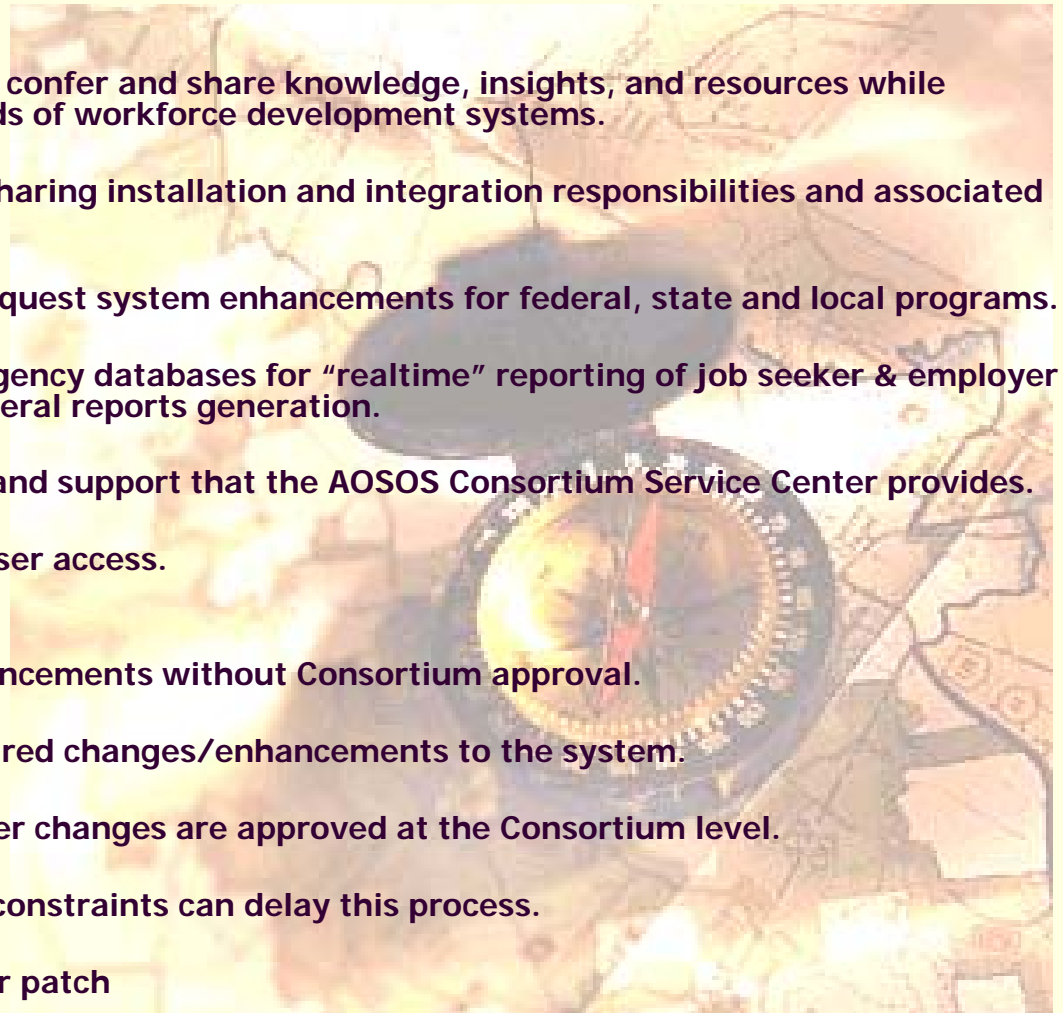 confer and share knowledge, insights, and resources while
ds of workforce development systems.
haring installation and integration responsibilities and associated
quest system enhancements for federal, state and local programs.
gency databases for “realtime” reporting of job seeker & employer
eral reports generation.
and support that the AOSOS Consortium Service Center provides.
ser access.
ncements without Consortium approval.
red changes/enhancements to the system.
er changes are approved at the Consortium level.
constraints can delay this process.
r patch